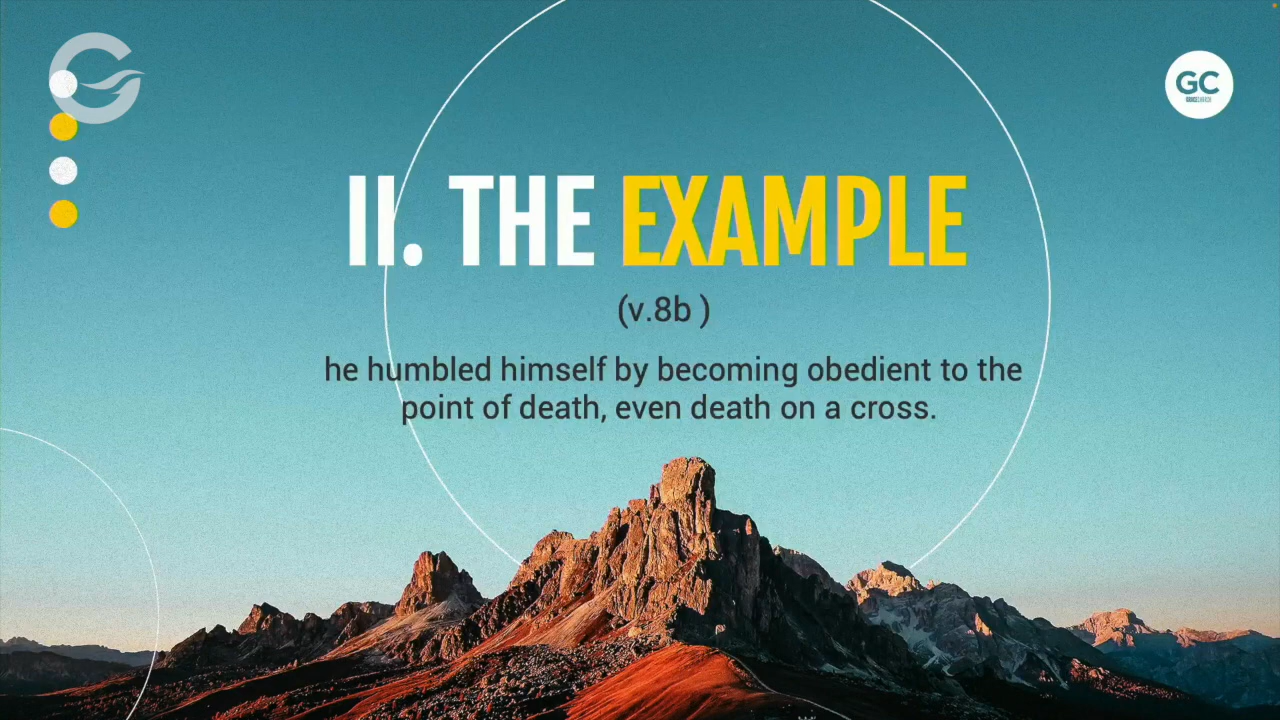 GC
II. THE EXAMPLE
(v.8b )
he humbled himself by becoming obedient to the
point of death, even death on a cross.